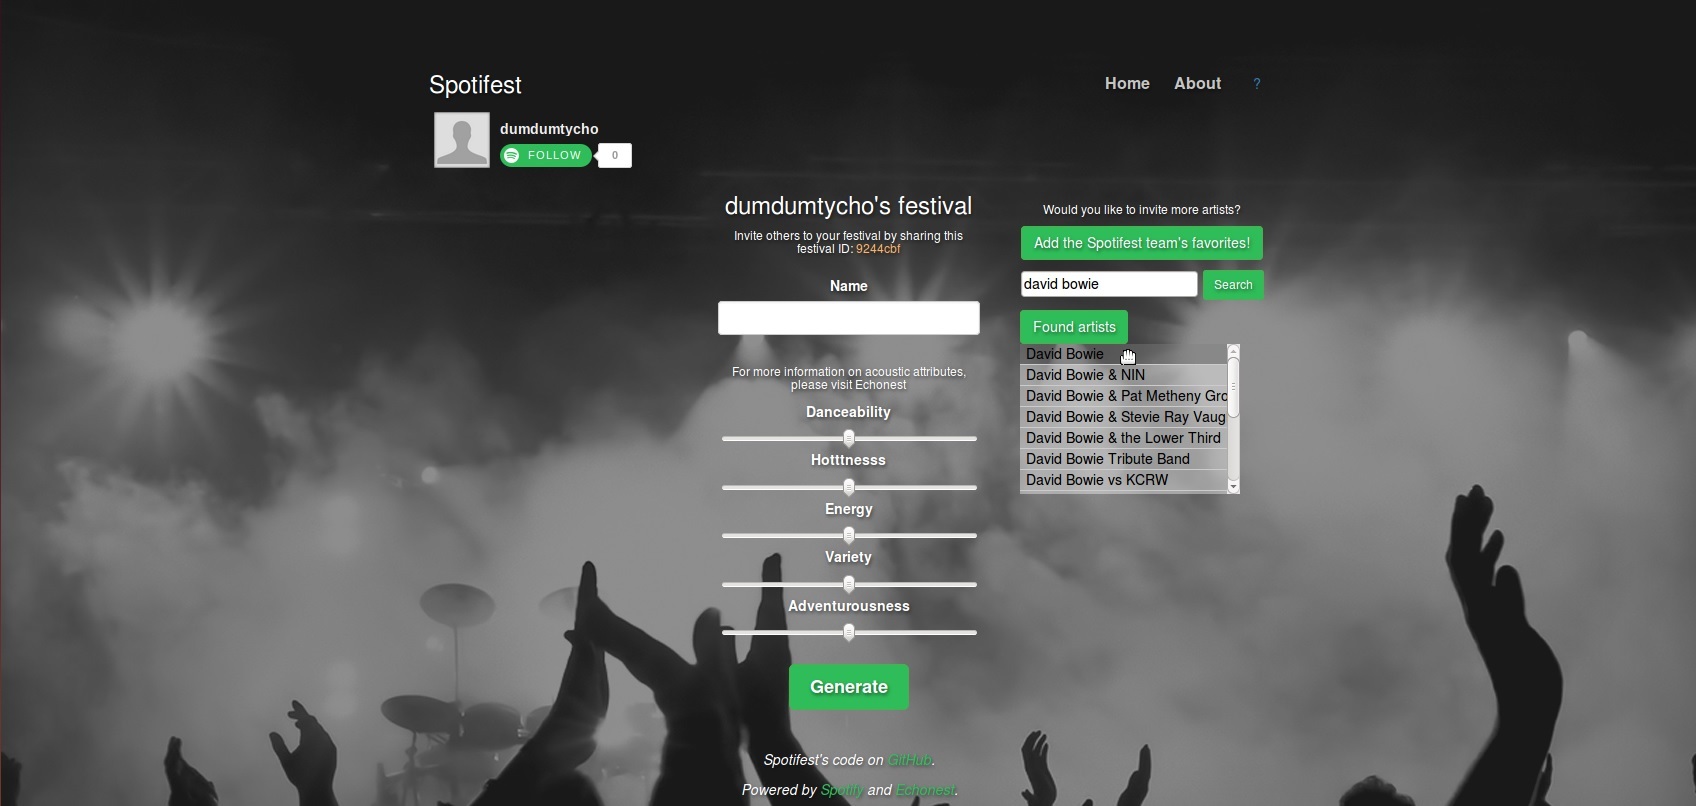 Spotifest
Home About ?
dumdumtycho
FOLLOW 0
dumdumtycho's festival
Invite others to your festival by sharing this
festival ID: 9244cbf
Name
For more information on acoustic attributes,
please visit Echonest
Danceability
Hotttnesss
Energy
Variety
Adventurousness
Generate
Would you like to invite more artists?
Add the Spotifest team's favorites!
david bowie Search
Found artists
David Bowie
David Bowie & NIN
David Bowie & Pat Metheny Gro
David Bowie & Stevie Ray Vaug
David Bowie & the Lower Third
David Bowie Tribute Band
David Bowie vs KCRW
Spotifest's code on GitHub.
Powered by Spotify and Echonest.